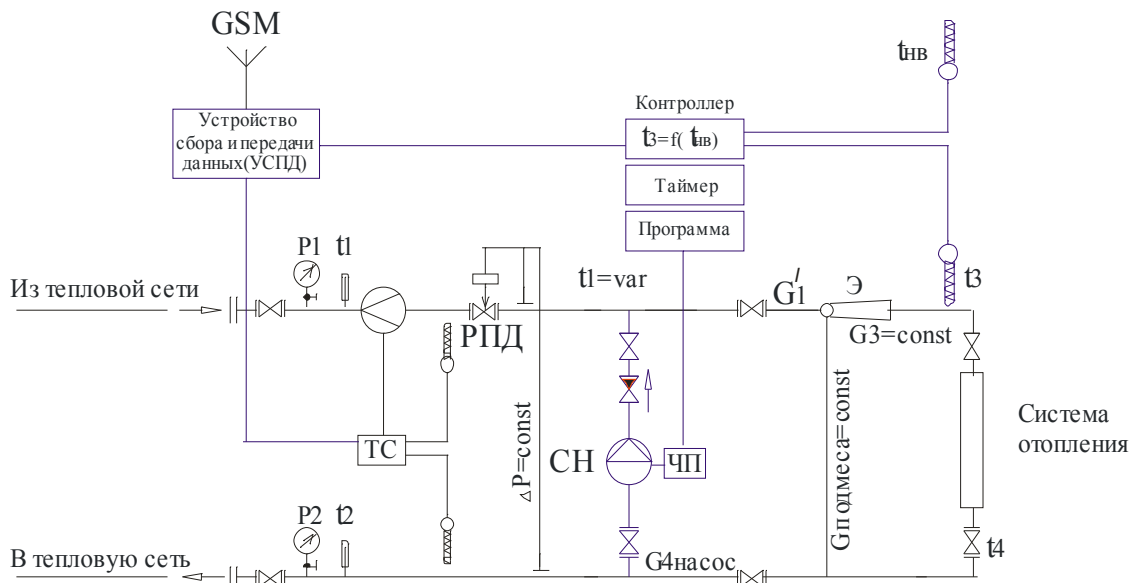 GSM
tнв
Устройство
сбора и передачи
данных(УСПД)
Контроллер
t3=f( tнв)
Таймер
Программа
P1 t1
t1=var
t3
Из тепловой сети
G1′
Э
РПД
G3=const
ТС
△P=const
СН
ЧП
Gподмеса=const
Система
отопления
P2 t2
В тепловую сеть
G4насос
t4